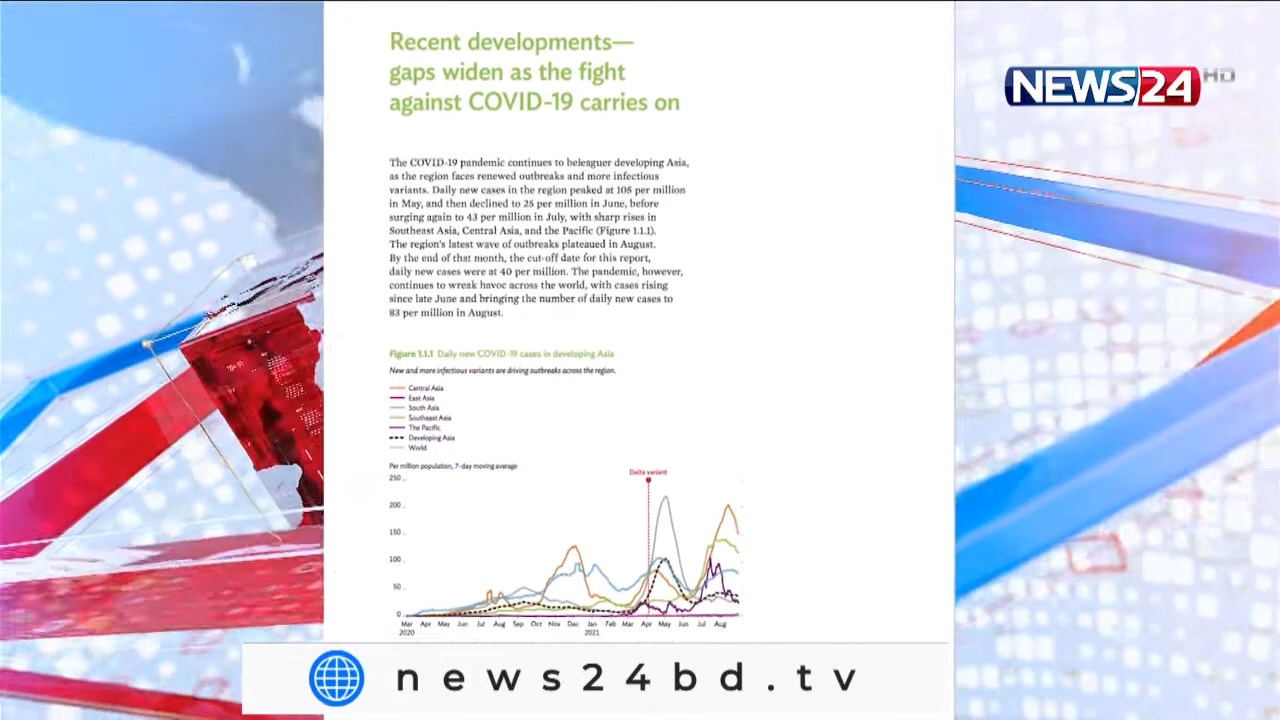 Recent developments—
gaps widen as the fight
against COVID-19 carries on
NEWS24 HD
The COVID-19 pandemic continues to beleaguer developing Asia,
as the region faces renewed outbreaks and more infectious
variants. Daily new cases in the region peaked at 105 per million
in May, and then declined to 25 per million in June, before
surging again to 43 per million in July, with sharp rises in
Southeast Asia, Central Asia, and the Pacific (Figure 1.1.1).
The region's latest wave of outbreaks plateaued in August.
By the end of that month, the cut-off date for this report,
daily new cases were at 40 per million. The pandemic, however,
continues to wreak havoc across the world, with cases rising
since late June and bringing the number of daily new cases to
83 per million in August.
Figure 1.1.1 Daily new COVID-19 cases in developing Asia
New and more infectious variants are driving outbreaks across the region.
Central Asia
East Asia
South Asia
Southeast Asia
The Pacific
Developing Asia
World
Per million population, 7-day moving average
Delta variant
250
200
150
100
50
0
Mar Apr May Jun Jul Aug Sep Oct Nov Dec Jan Feb Mar Apr May Jun Jul Aug
2020 2021
news24bd.tv